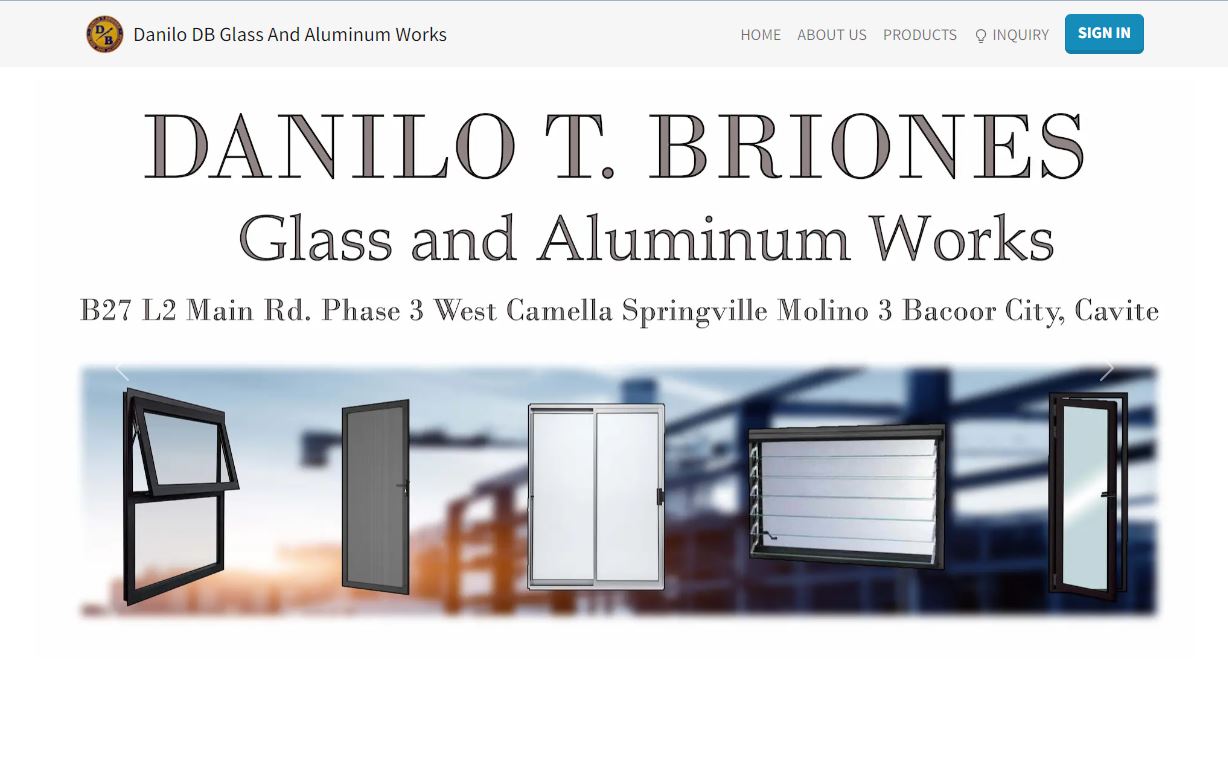 Danilo DB Glass And Aluminum Works
HOME ABOUT US PRODUCTS INQUIRY SIGN IN
DANILO T. BRIONES
Glass and Aluminum Works
B27 L2 Main Rd. Phase 3 West Camella Springville Molino 3 Bacoor City, Cavite